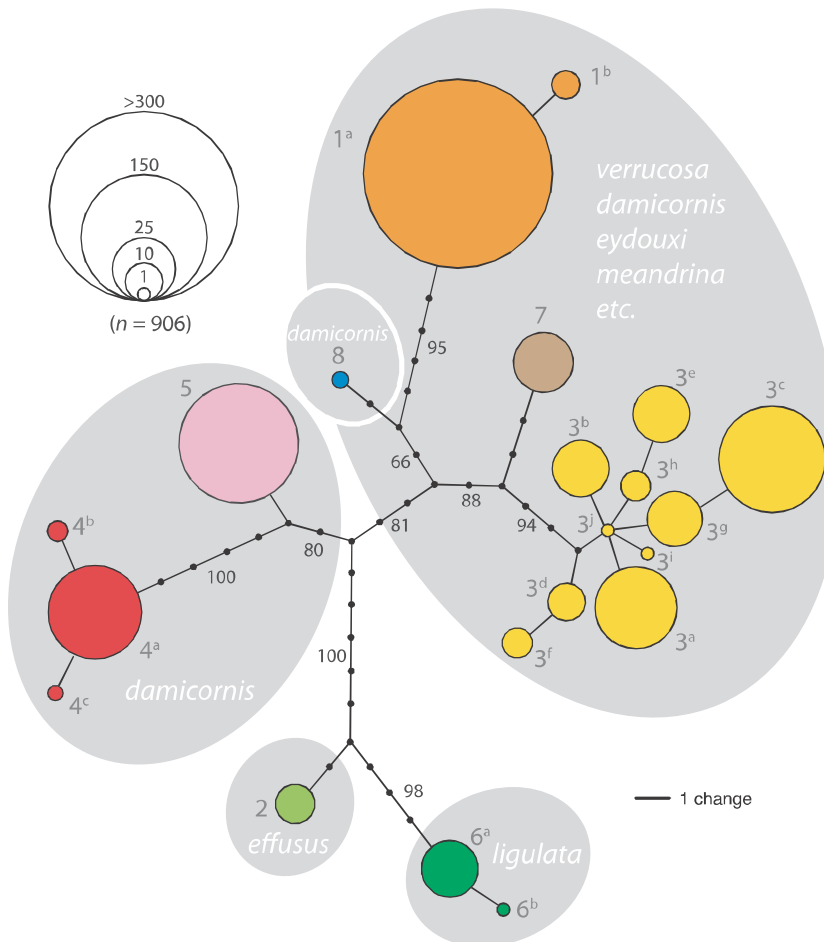 >300
150
25
10
1
(n = 906)
1ᵃ
1ᵇ
verrucosa
damicornis
eydouxi
meandrina
etc.
damicornis
8
95
7
5
66
88
81
80
94
3ᵇ
3ᵉ
3ᶜ
3ʰ
3ʲ
3ᵍ
3ⁱ
3ᵈ
3ᶠ
3ᵃ
4ᵇ
100
4ᵃ
4ᶜ
damicornis
100
98
2
effusus
6ᵃ
ligulata
6ᵇ
1 change